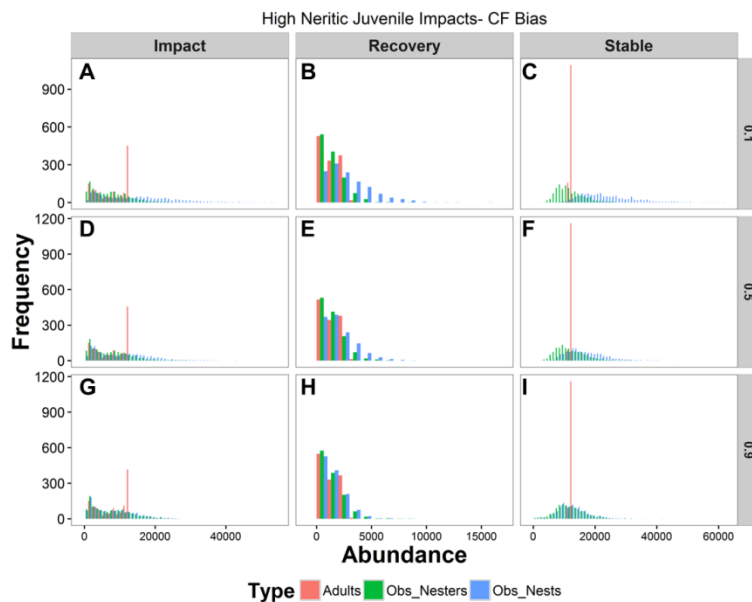 High Neritic Juvenile Impacts- CF Bias
Impact Recovery Stable
A B C
900
600
300
0
0.1
D E F
1200
900
600
300
0
0.5
G H I
1200
900
600
300
0
0.9
0 20000 40000 0 5000 10000 15000 0 20000 40000 60000
Frequency
Abundance
Type Adults Obs_Nesters Obs_Nests